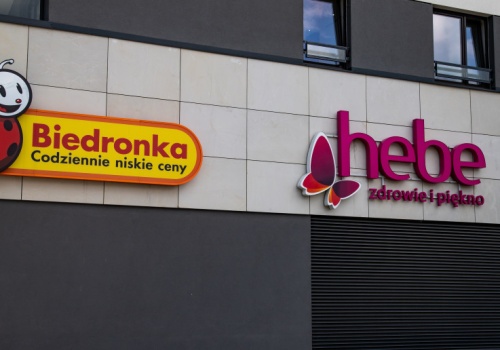 Biedronka
Codziennie niskie ceny
hebe
zdrowie i piękno